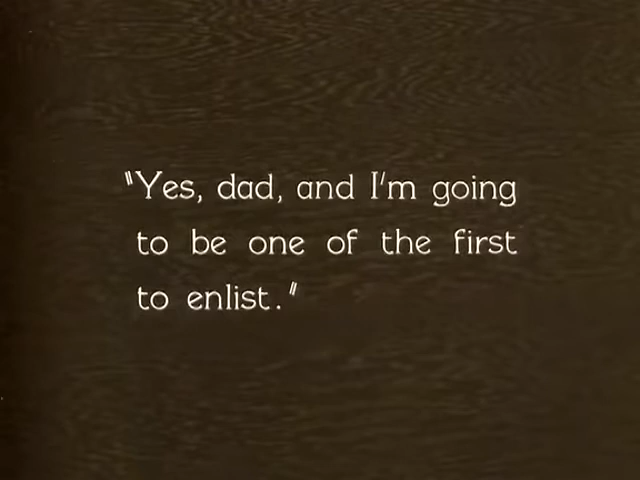 "Yes, dad, and I'm going
to be one of the first
to enlist."